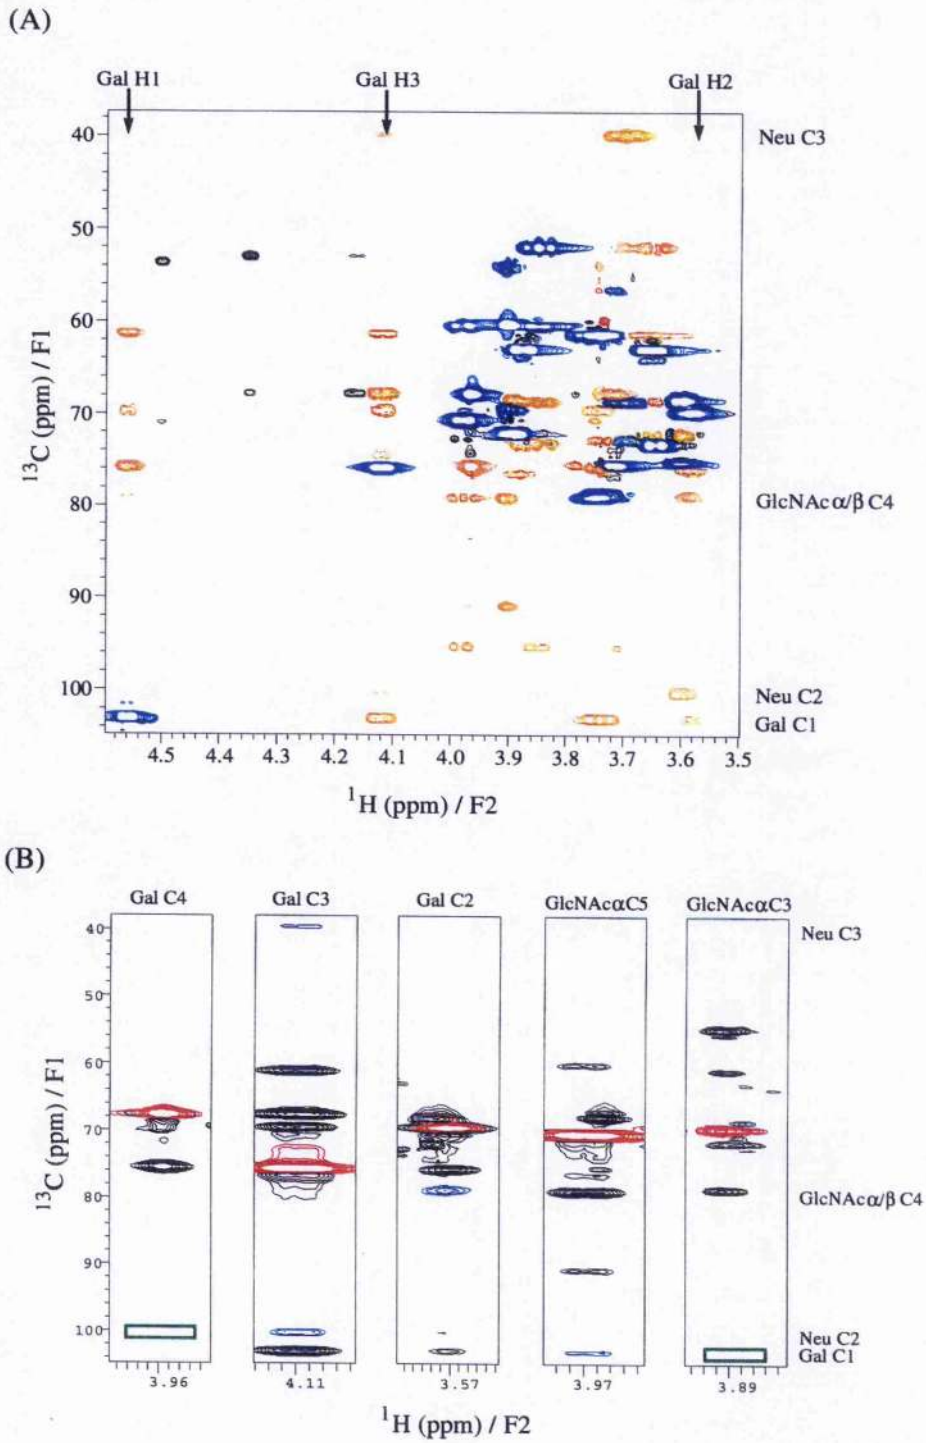 (A)
Gal H1 Gal H3 Gal H2
40 Neu C3
50
60
70
80 GlcNAc α/β C4
90
100 Neu C2
Gal C1
¹³C (ppm) / F1
4.5 4.4 4.3 4.2 4.1 4.0 3.9 3.8 3.7 3.6 3.5
¹H (ppm) / F2
(B)
Gal C4 Gal C3 Gal C2 GlcNAcαC5 GlcNAcαC3
40 Neu C3
50
60
70
80 GlcNAc α/β C4
90
100 Neu C2
Gal C1
¹³C (ppm) / F1
3.96 4.11 3.57 3.97 3.89
¹H (ppm) / F2